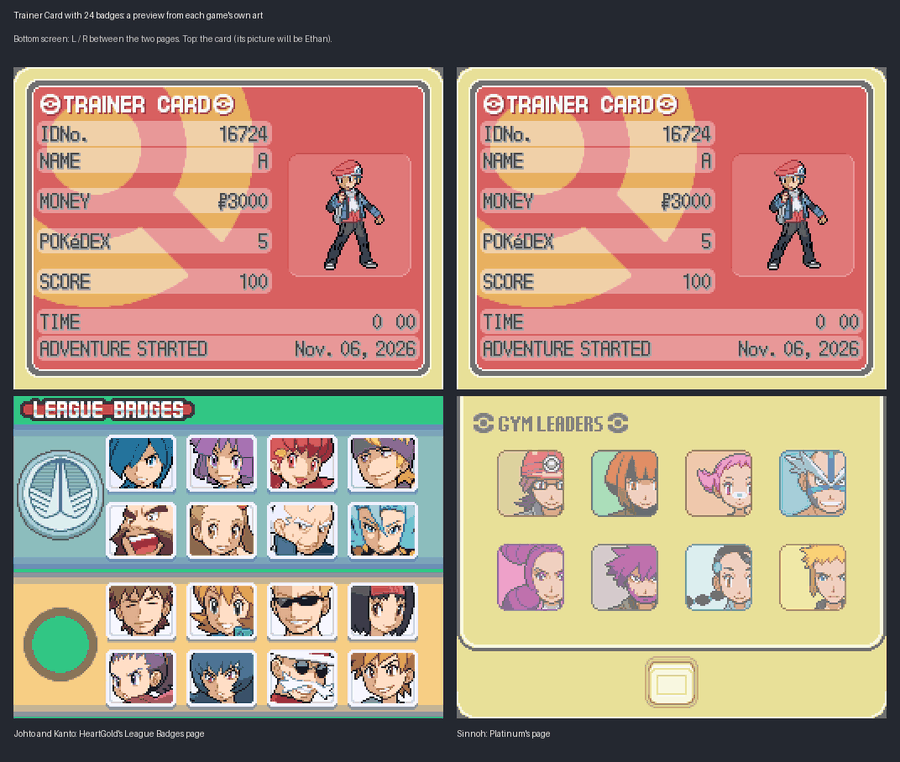 Trainer Card with 24 badges: a preview from each game's own art
Bottom screen: L / R between the two pages. Top: the card (its picture will be Ethan).
TRAINER CARD
IDNo. 16724
NAME A
MONEY ₽3000
POKéDEX 5
SCORE 100
TIME 0 00
ADVENTURE STARTED Nov. 06, 2026
TRAINER CARD
IDNo. 16724
NAME A
MONEY ₽3000
POKéDEX 5
SCORE 100
TIME 0 00
ADVENTURE STARTED Nov. 06, 2026
LEAGUE BADGES
GYM LEADERS
Johto and Kanto: HeartGold's League Badges page
Sinnoh: Platinum's page